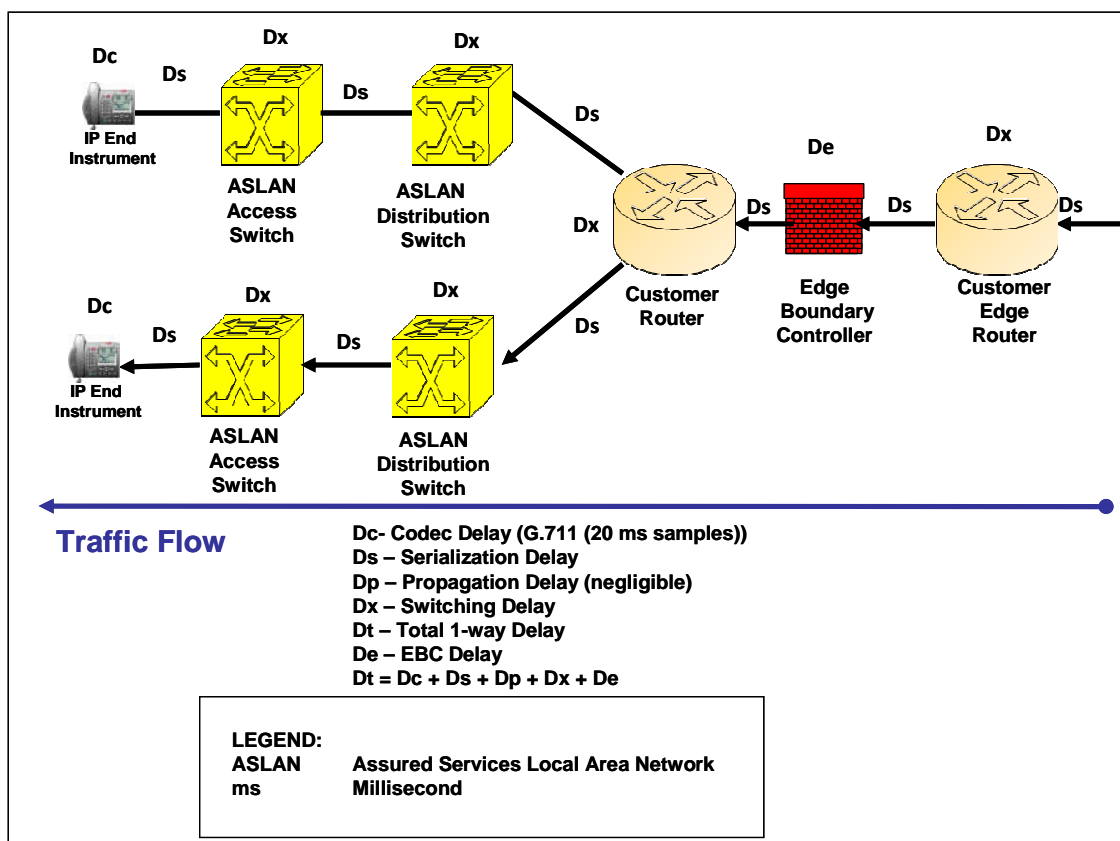 Dx
Dx
Dc
Ds
Ds
Ds
IP End
Instrument
ASLAN
Access
Switch
ASLAN
Distribution
Switch
De
Dx
Dx
Ds
Ds
Ds
Customer
Router
Edge
Boundary
Controller
Customer
Edge
Router
Dc
Dx
Dx
Ds
Ds
Ds
IP End
Instrument
ASLAN
Access
Switch
ASLAN
Distribution
Switch
Traffic Flow
Dc- Codec Delay (G.711 (20 ms samples))
Ds – Serialization Delay
Dp – Propagation Delay (negligible)
Dx – Switching Delay
Dt – Total 1-way Delay
De – EBC Delay
Dt = Dc + Ds + Dp + Dx + De
LEGEND:
ASLAN Assured Services Local Area Network
ms Millisecond